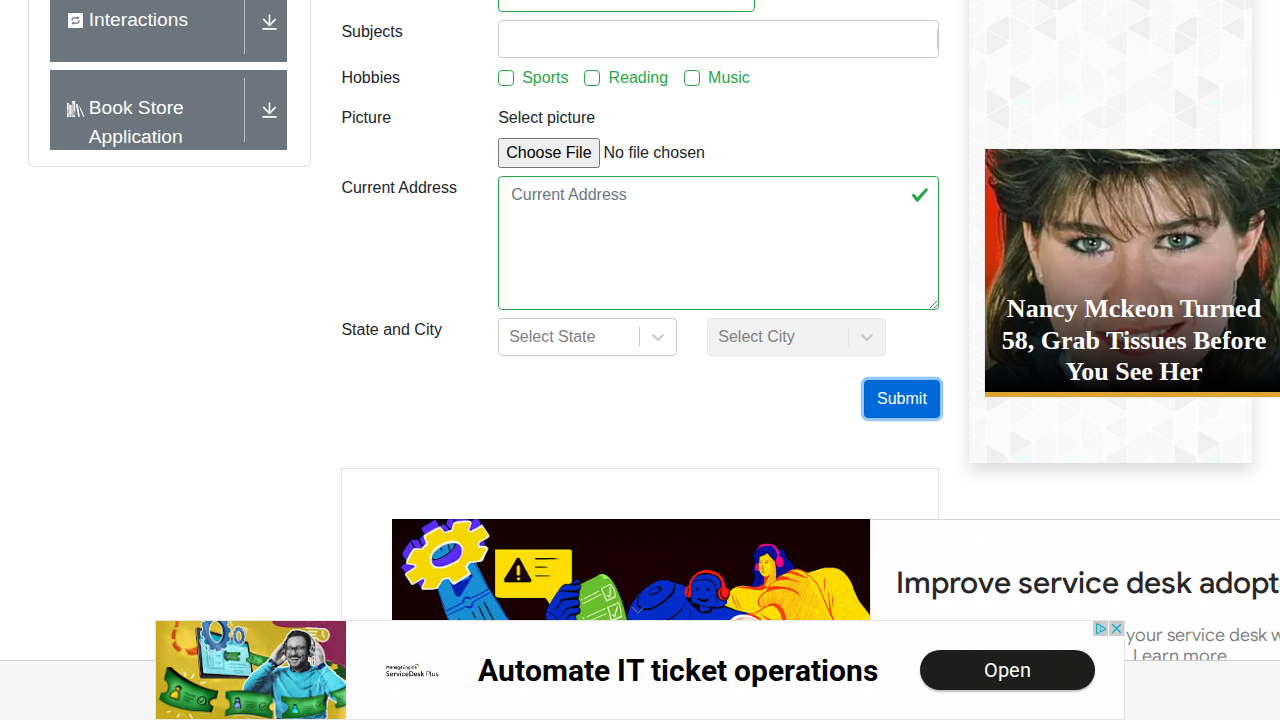 Interactions
Book Store
Application
Subjects
Hobbies
Sports
Reading
Music
Picture
Select picture
Choose File
No file chosen
Current Address
Current Address
State and City
Select State
Select City
Submit
Nancy Mckeon Turned
58, Grab Tissues Before
You See Her
Improve service desk adopt
your service desk w
Learn more
ManageEngine
ServiceDesk Plus
Automate IT ticket operations
Open